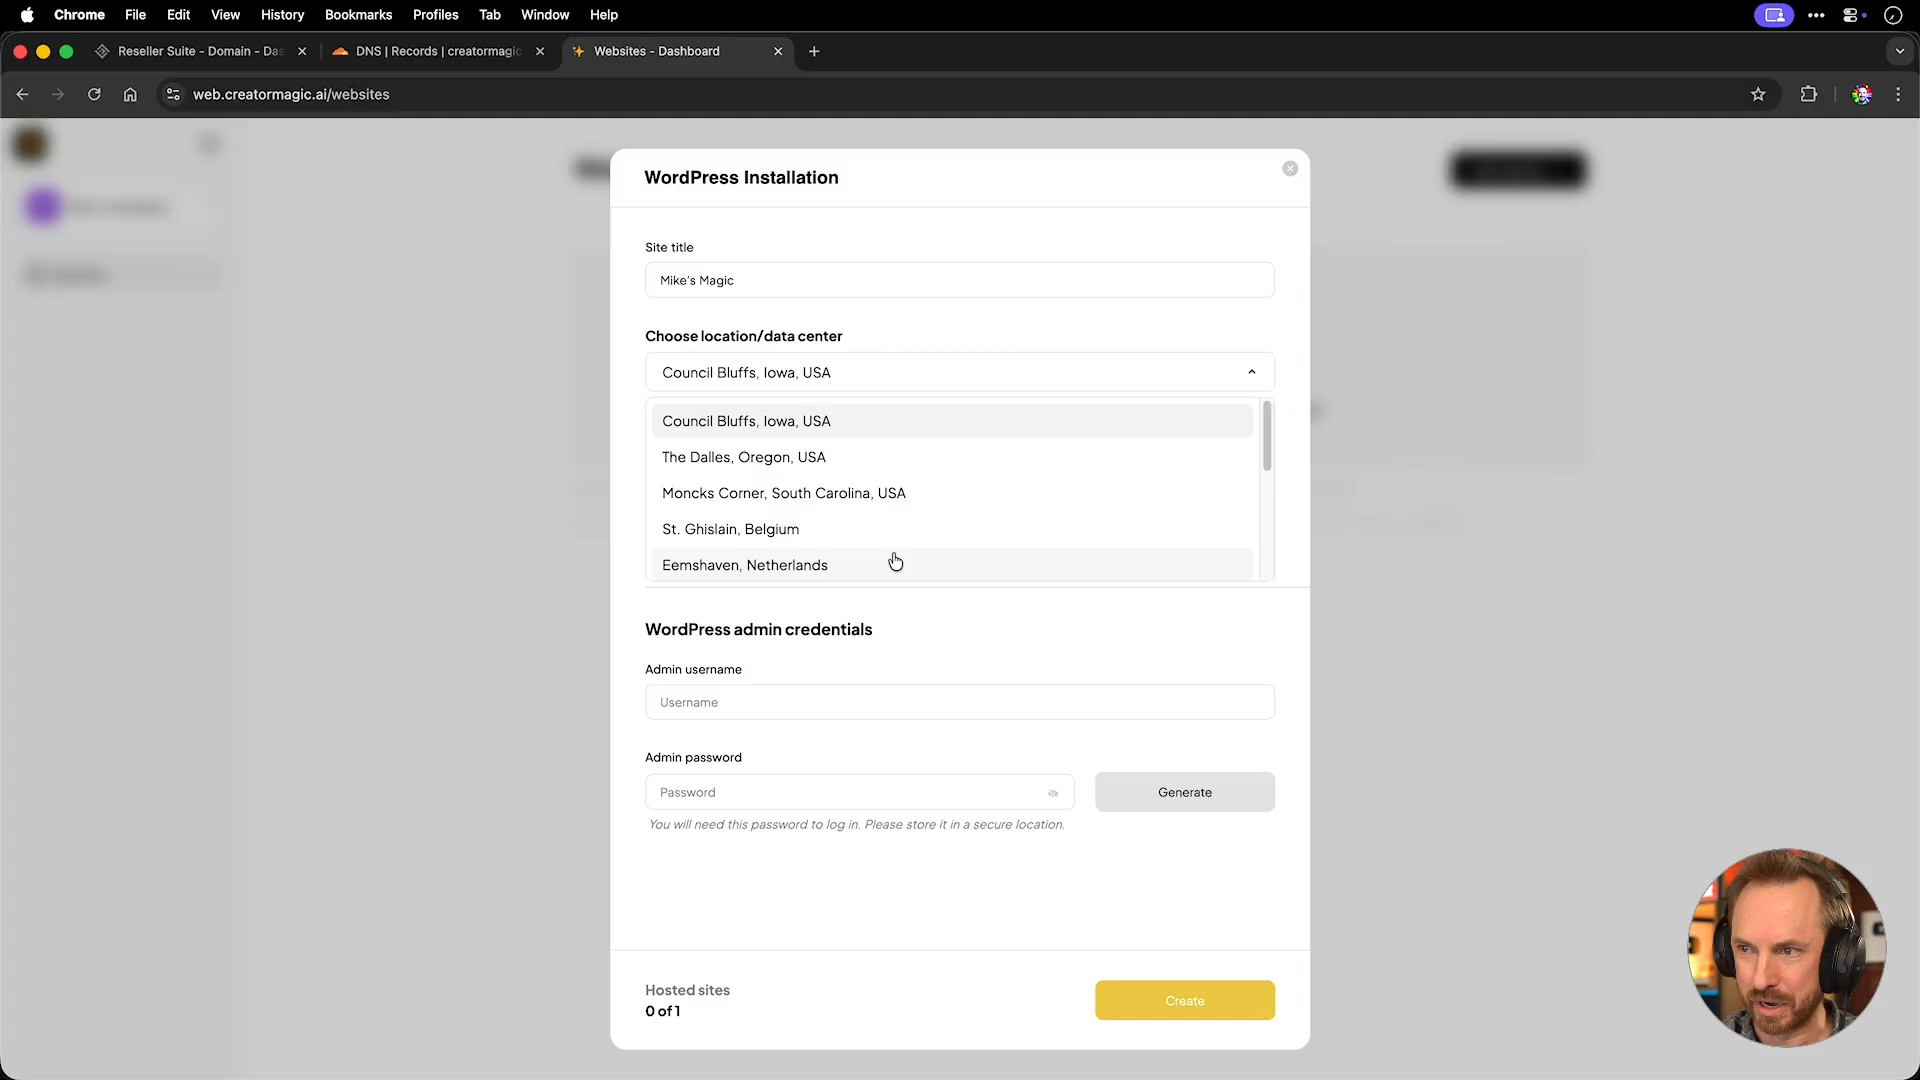 Chrome File Edit View History Bookmarks Profiles Tab Window Help
Reseller Suite - Domain - Das
DNS | Records | creatormagic
Websites - Dashboard
web.creatormagic.ai/websites
WordPress Installation
Site title
Mike's Magic
Choose location/data center
Council Bluffs, Iowa, USA
Council Bluffs, Iowa, USA
The Dalles, Oregon, USA
Moncks Corner, South Carolina, USA
St. Ghislain, Belgium
Eemshaven, Netherlands
WordPress admin credentials
Admin username
Username
Admin password
Password
Generate
You will need this password to log in. Please store it in a secure location.
Hosted sites
0 of 1
Create